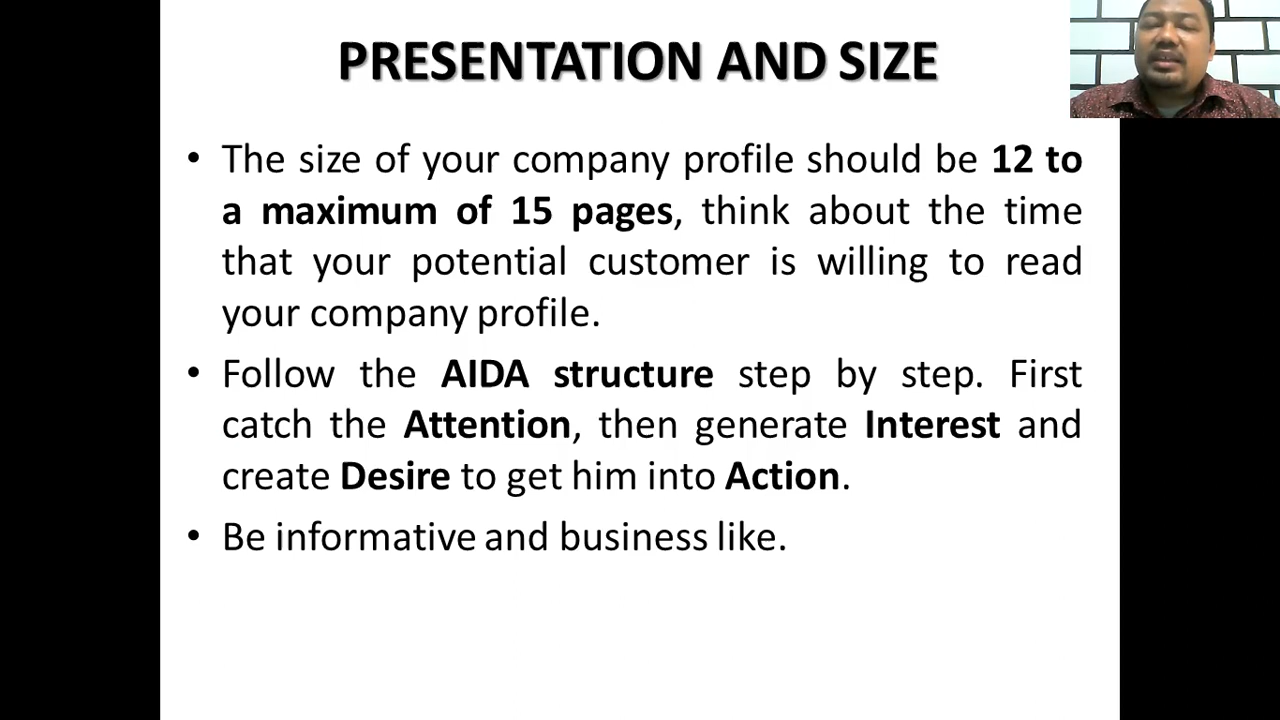 PRESENTATION AND SIZE
• The size of your company profile should be 12 to
a maximum of 15 pages, think about the time
that your potential customer is willing to read
your company profile.
• Follow the AIDA structure step by step. First
catch the Attention, then generate Interest and
create Desire to get him into Action.
• Be informative and business like.